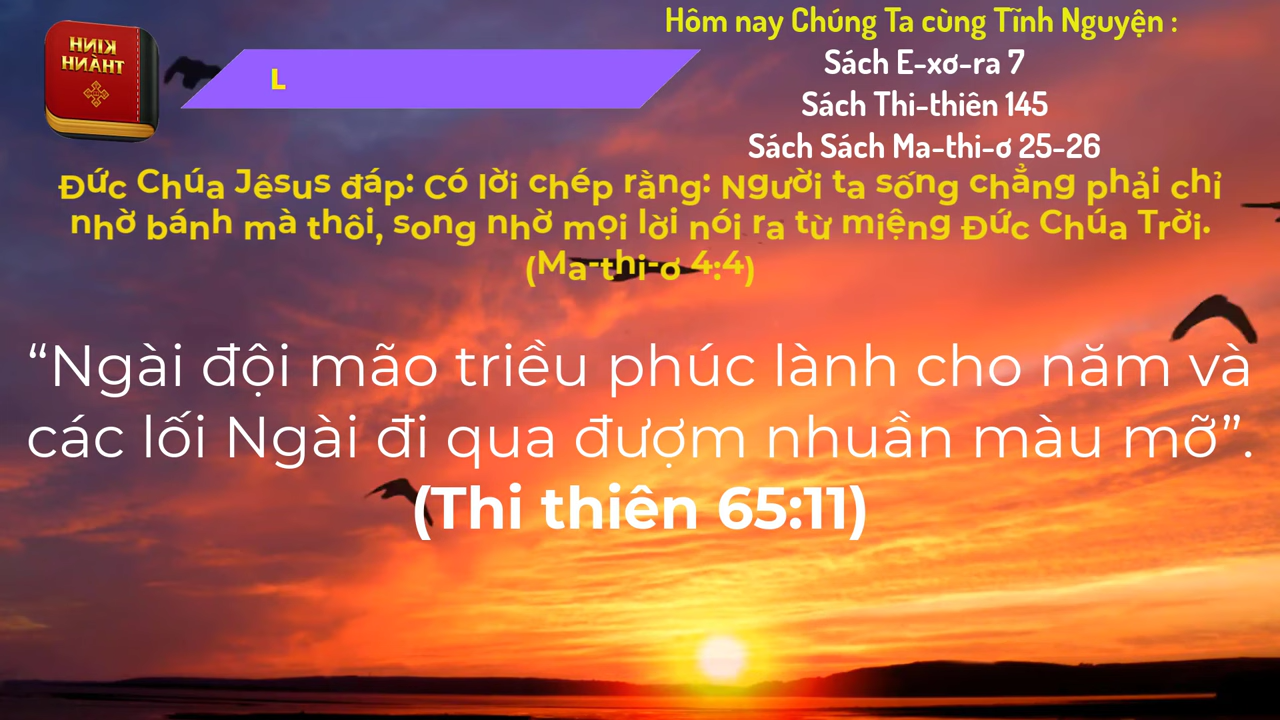 KINH
THÁNH
L
Hôm nay Chúng Ta cùng Tĩnh Nguyện :
Sách E-xơ-ra 7
Sách Thi-thiên 145
Sách Sách Ma-thi-ơ 25-26
Đức Chúa Jêsus đáp: Có lời chép rằng: Người ta sống chẳng phải chỉ
nhờ bánh mà thôi, song nhờ mọi lời nói ra từ miệng Đức Chúa Trời.
(Ma-thi-ơ 4:4)
“Ngài đội mão triều phúc lành cho năm và
các lối Ngài đi qua đượm nhuần màu mỡ”.
(Thi thiên 65:11)